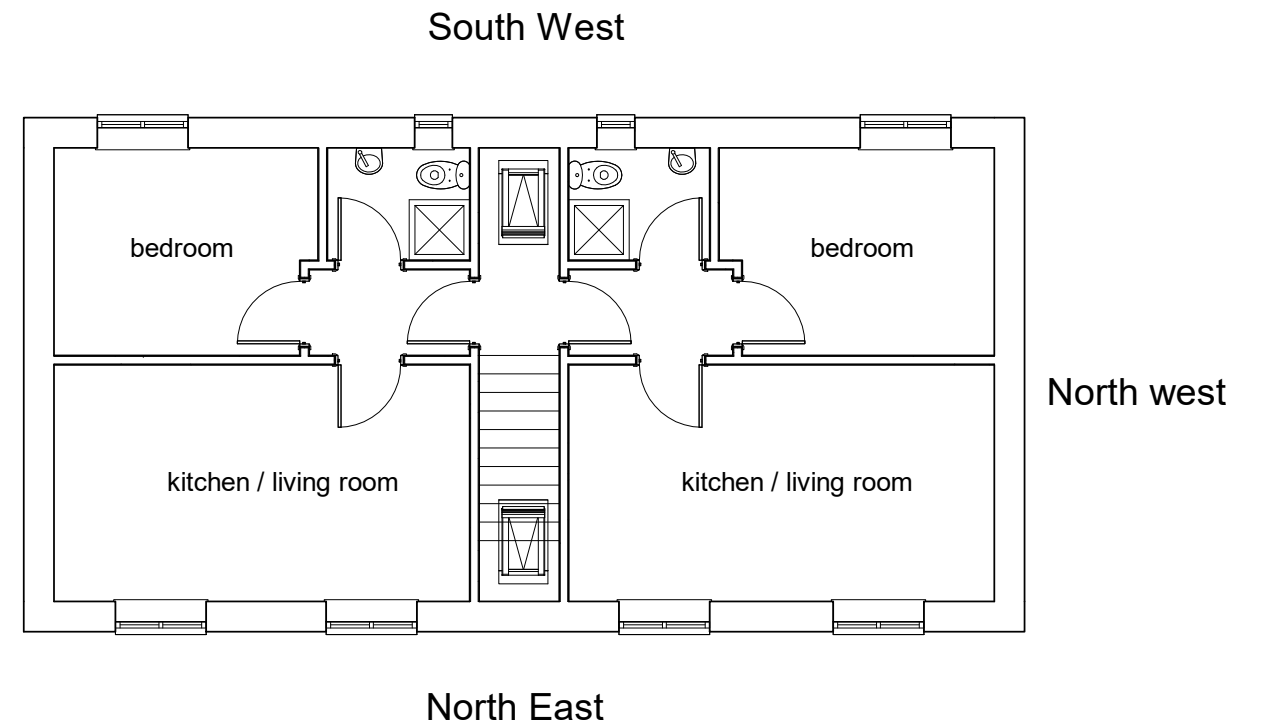 South West
bedroom
bedroom
North west
kitchen / living room
kitchen / living room
North East